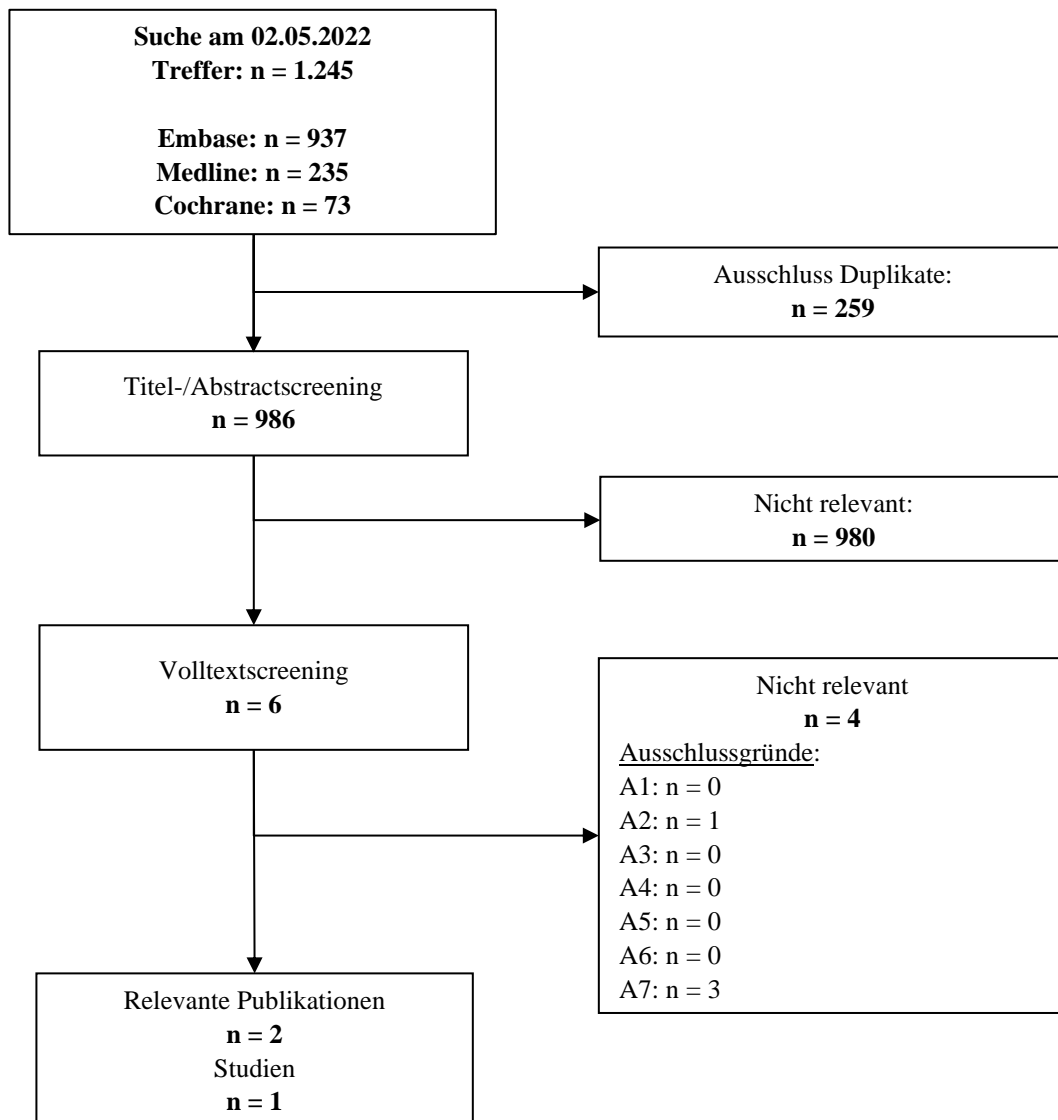 Suche am 02.05.2022
Treffer: n = 1.245
Embase: n = 937
Medline: n = 235
Cochrane: n = 73
Ausschluss Duplikate:
n = 259
Titel-/Abstractscreening
n = 986
Nicht relevant:
n = 980
Volltextscreening
n = 6
Nicht relevant
n = 4
Ausschlussgründe:
A1: n = 0
A2: n = 1
A3: n = 0
A4: n = 0
A5: n = 0
A6: n = 0
A7: n = 3
Relevante Publikationen
n = 2
Studien
n = 1